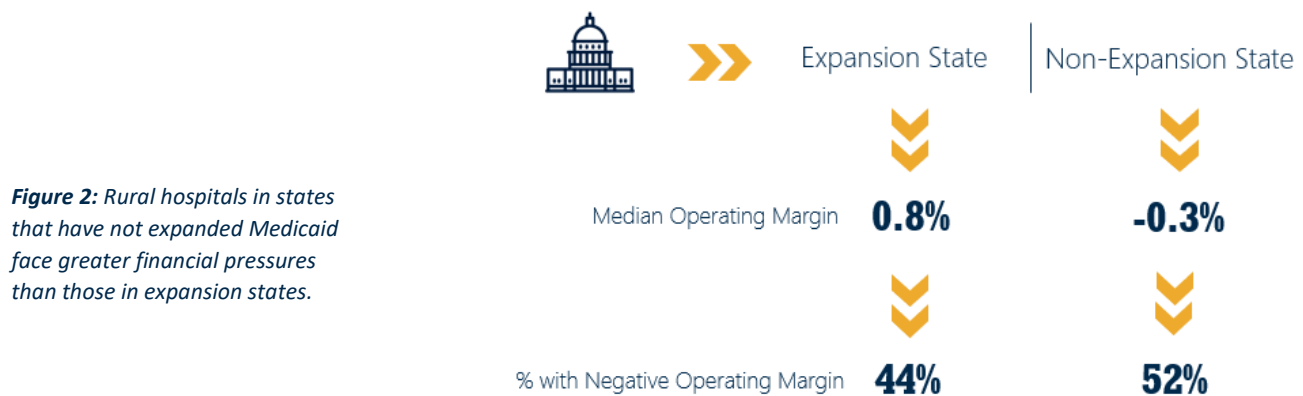 Expansion State
Non-Expansion State
Figure 2: Rural hospitals in states
that have not expanded Medicaid
face greater financial pressures
than those in expansion states.
Median Operating Margin 0.8% -0.3%
% with Negative Operating Margin 44% 52%